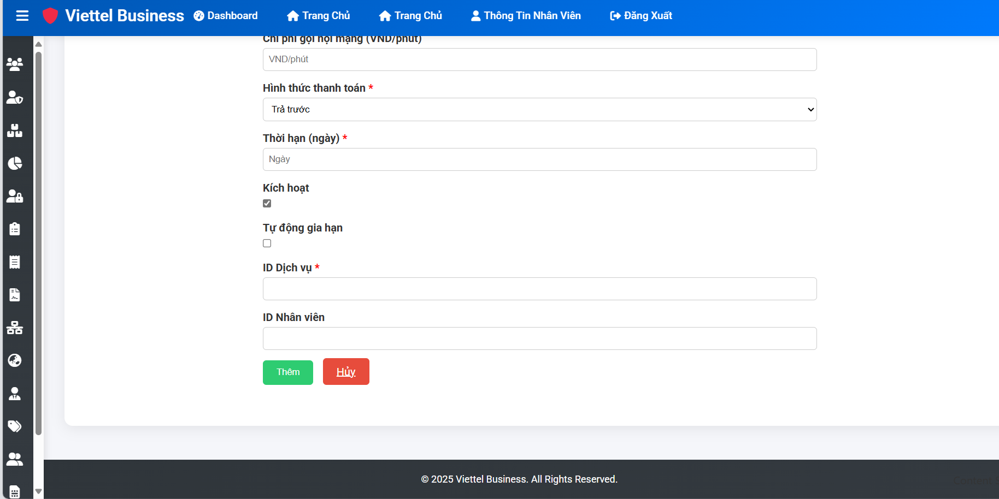 Viettel Business
Dashboard
Trang Chủ
Trang Chủ
Thông Tin Nhân Viên
Đăng Xuất
Chi phí gọi nội mạng (VND/phút)
VND/phút
Hình thức thanh toán *
Trả trước
Thời hạn (ngày) *
Ngày
Kích hoạt
Tự động gia hạn
ID Dịch vụ *
ID Nhân viên
Thêm
Hủy
© 2025 Viettel Business. All Rights Reserved.
Content